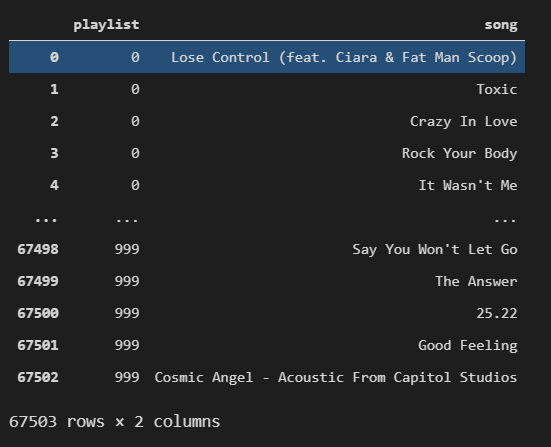 playlist song
0 0 Lose Control (feat. Ciara & Fat Man Scoop)
1 0 Toxic
2 0 Crazy In Love
3 0 Rock Your Body
4 0 It Wasn't Me
... ... ...
67498 999 Say You Won't Let Go
67499 999 The Answer
67500 999 25.22
67501 999 Good Feeling
67502 999 Cosmic Angel - Acoustic From Capitol Studios
67503 rows × 2 columns